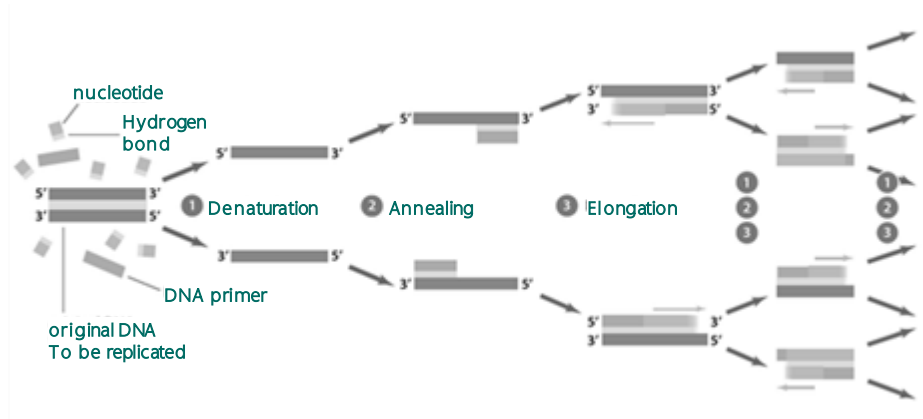 nucleotide
Hydrogen
bond
5' 3'
3' 5'
5' 3'
3' 5'
1 Denaturation
5' 3'
3' 5'
2 Annealing
5' 3'
3' 5'
3 Elongation
5' 3'
3' 5'
1
2
3
1
2
3
DNA primer
original DNA
To be replicated